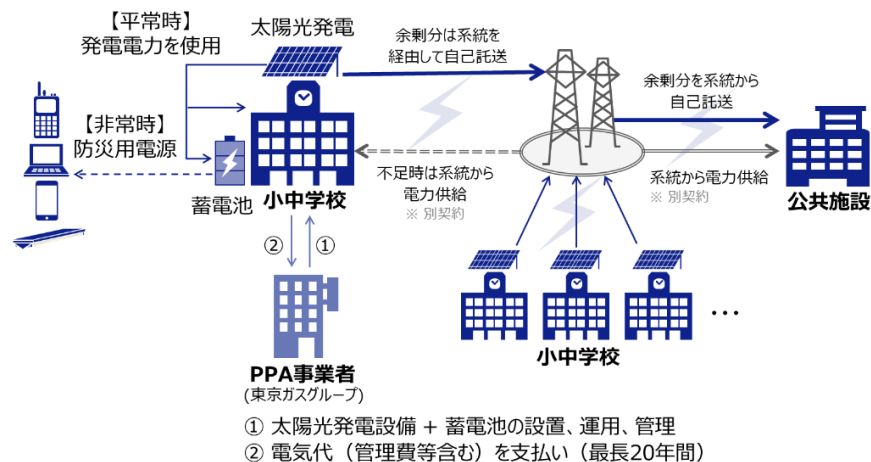 【平常時】
発電電力を使用
太陽光発電
余剰分は系統を
経由して自己託送
余剰分を系統から
自己託送
【非常時】
防災用電源
蓄電池
小中学校
不足時は系統から
電力供給
※ 別契約
系統から電力供給
※ 別契約
公共施設
② ①
小中学校
…
PPA事業者
(東京ガスグループ)
① 太陽光発電設備 + 蓄電池の設置、運用、管理
② 電気代（管理費等含む）を支払い（最長20年間）